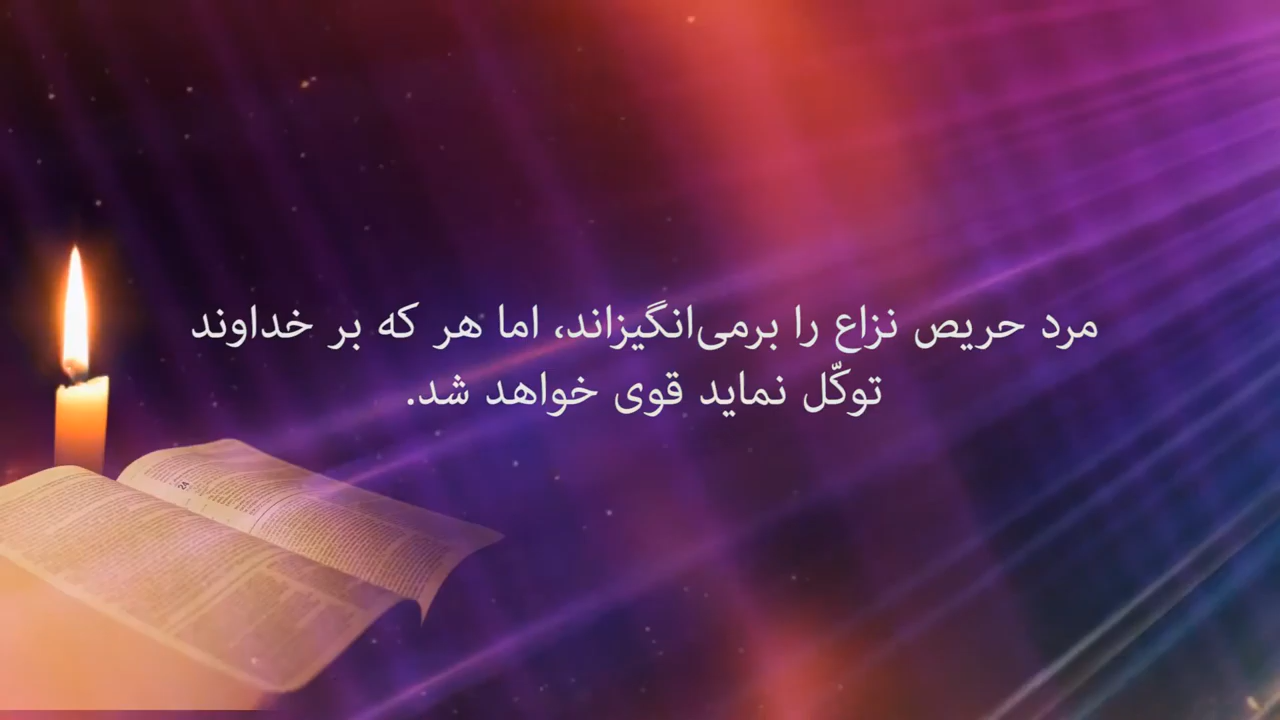 مرد حریص نزاع را برمی‌انگیزاند، اما هر که بر خداوند
توکّل نماید قوی خواهد شد.